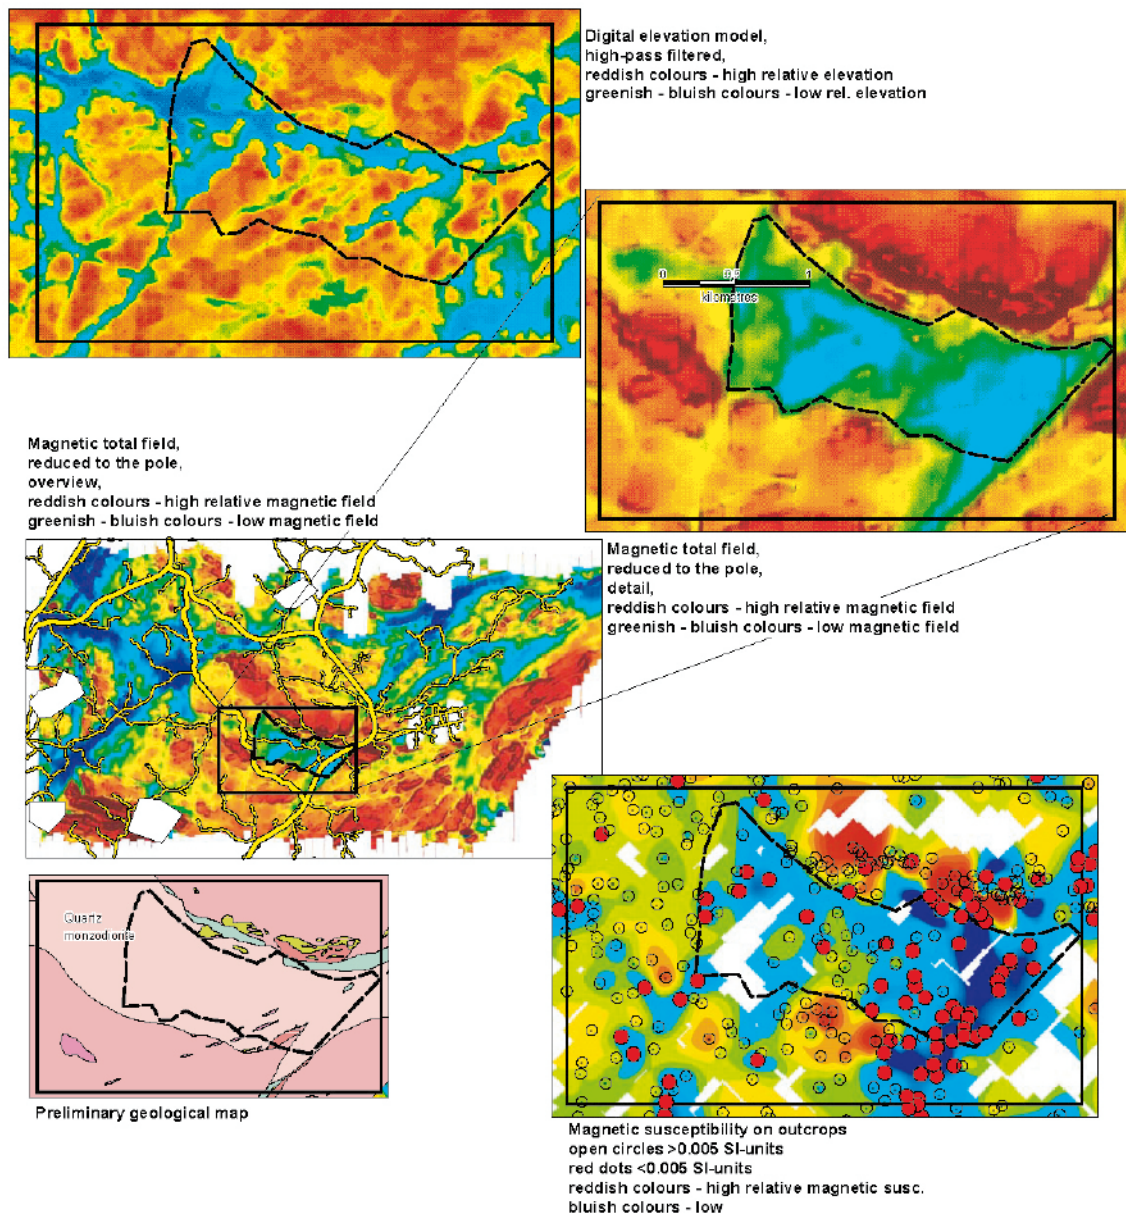 Digital elevation model,
high-pass filtered,
reddish colours - high relative elevation
greenish - bluish colours - low rel. elevation
0 0,5 1
kilometres
Magnetic total field,
reduced to the pole,
overview,
reddish colours - high relative magnetic field
greenish - bluish colours - low magnetic field
Magnetic total field,
reduced to the pole,
detail,
reddish colours - high relative magnetic field
greenish - bluish colours - low magnetic field
Quartz
monzodiorite
Preliminary geological map
Magnetic susceptibility on outcrops
open circles >0.005 SI-units
red dots <0.005 SI-units
reddish colours - high relative magnetic susc.
bluish colours - low